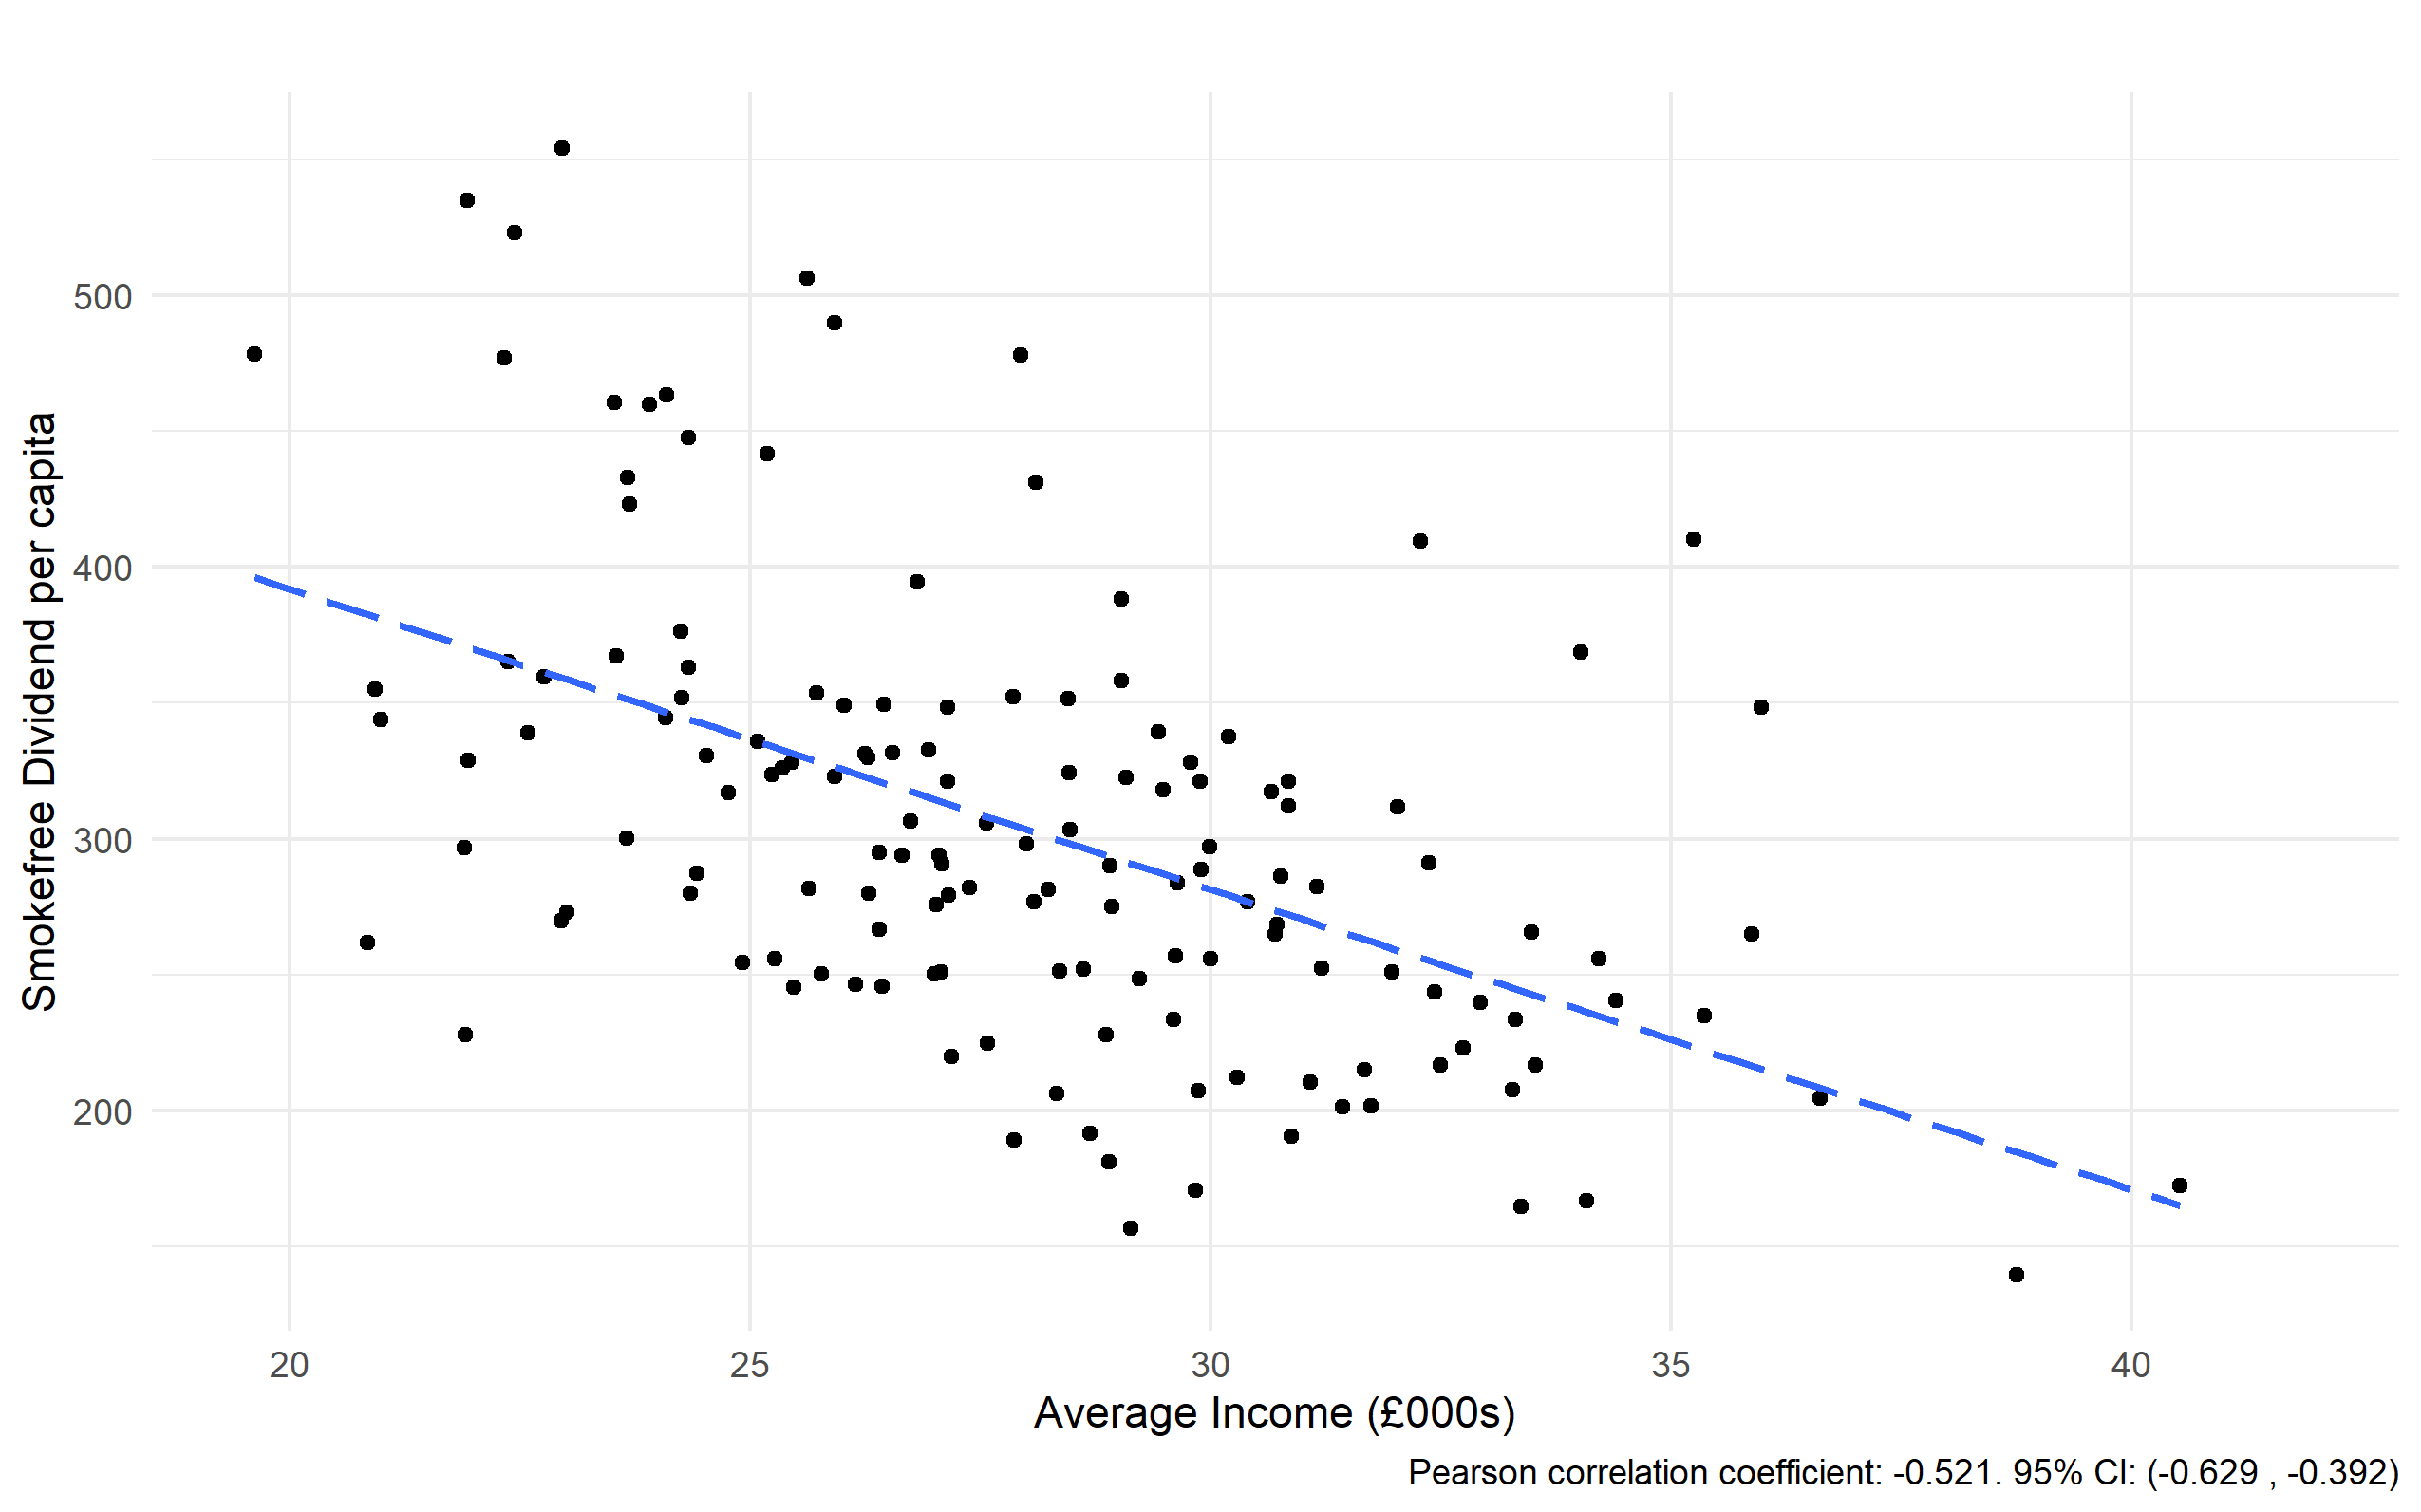 Smokefree Dividend per capita
500
400
300
200
20 25 30 35 40
Average Income (£000s)
Pearson correlation coefficient: -0.521. 95% CI: (-0.629 , -0.392)